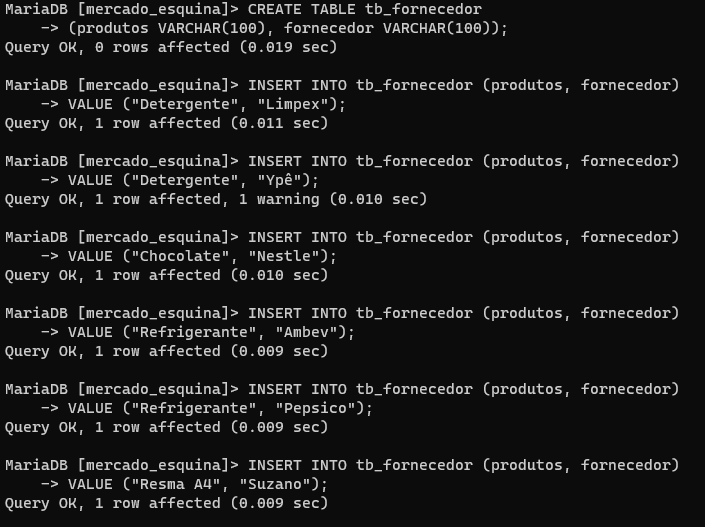 MariaDB [mercado_esquina]> CREATE TABLE tb_fornecedor
    -> (produtos VARCHAR(100), fornecedor VARCHAR(100));
Query OK, 0 rows affected (0.019 sec)

MariaDB [mercado_esquina]> INSERT INTO tb_fornecedor (produtos, fornecedor)
    -> VALUE ("Detergente", "Limpex");
Query OK, 1 row affected (0.011 sec)

MariaDB [mercado_esquina]> INSERT INTO tb_fornecedor (produtos, fornecedor)
    -> VALUE ("Detergente", "Ypê");
Query OK, 1 row affected, 1 warning (0.010 sec)

MariaDB [mercado_esquina]> INSERT INTO tb_fornecedor (produtos, fornecedor)
    -> VALUE ("Chocolate", "Nestle");
Query OK, 1 row affected (0.010 sec)

MariaDB [mercado_esquina]> INSERT INTO tb_fornecedor (produtos, fornecedor)
    -> VALUE ("Refrigerante", "Ambev");
Query OK, 1 row affected (0.009 sec)

MariaDB [mercado_esquina]> INSERT INTO tb_fornecedor (produtos, fornecedor)
    -> VALUE ("Refrigerante", "Pepsico");
Query OK, 1 row affected (0.009 sec)

MariaDB [mercado_esquina]> INSERT INTO tb_fornecedor (produtos, fornecedor)
    -> VALUE ("Resma A4", "Suzano");
Query OK, 1 row affected (0.009 sec)